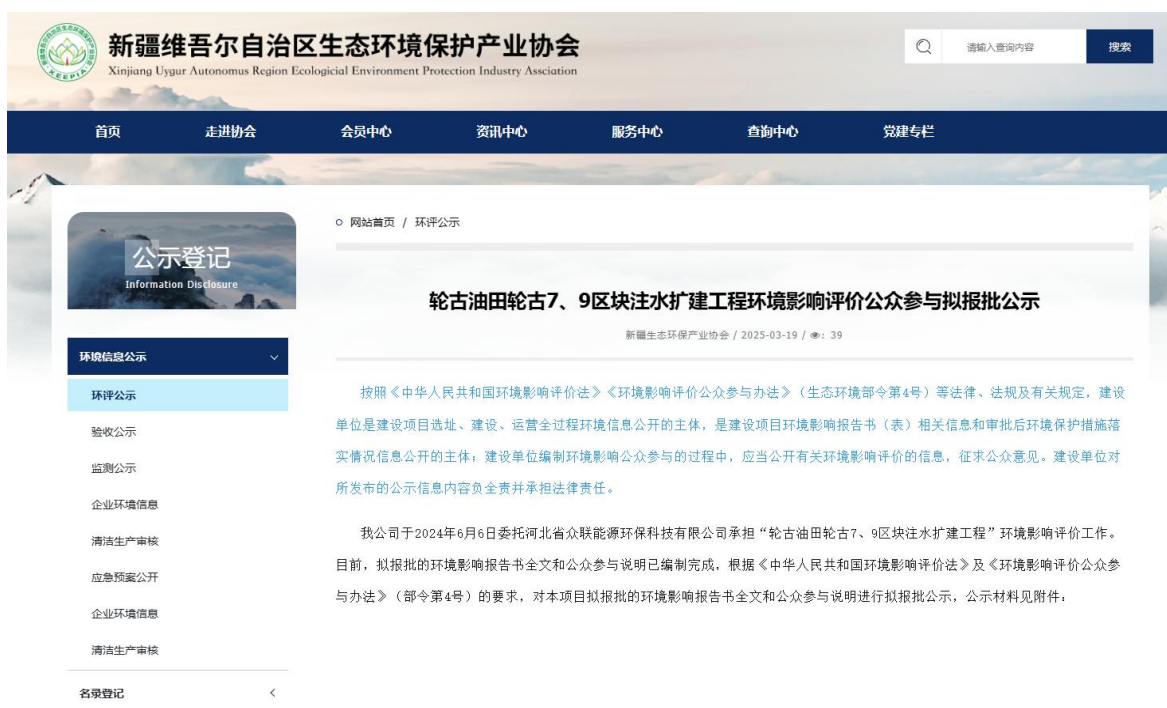 新疆维吾尔自治区生态环境保护产业协会
Xinjiang Uygur Autonomus Region Ecologicial Environment Protection Industry Assciation
XEEPIA
请输入查询内容
搜索
首页
走进协会
会员中心
资讯中心
服务中心
查询中心
党建专栏
公示登记
Information Disclosure
环境信息公示
环评公示
验收公示
监测公示
企业环境信息
清洁生产审核
应急预案公开
企业环境信息
清洁生产审核
名录登记
网站首页 / 环评公示
轮古油田轮古7、9区块注水扩建工程环境影响评价公众参与拟报批公示
新疆生态环保产业协会 / 2025-03-19 / : 39
按照《中华人民共和国环境影响评价法》《环境影响评价公众参与办法》（生态环境部令第4号）等法律、法规及有关规定，建设
单位是建设项目选址、建设、运营全过程环境信息公开的主体，是建设项目环境影响报告书（表）相关信息和审批后环境保护措施落
实情况信息公开的主体；建设单位编制环境影响公众参与的过程中，应当公开有关环境影响评价的信息，征求公众意见。建设单位对
所发布的公示信息内容负全责并承担法律责任。
我公司于2024年6月6日委托河北省众联能源环保科技有限公司承担“轮古油田轮古7、9区块注水扩建工程”环境影响评价工作。
目前，拟报批的环境影响报告书全文和公众参与说明已编制完成，根据《中华人民共和国环境影响评价法》及《环境影响评价公众参
与办法》（部令第4号）的要求，对本项目拟报批的环境影响报告书全文和公众参与说明进行拟报批公示，公示材料见附件：